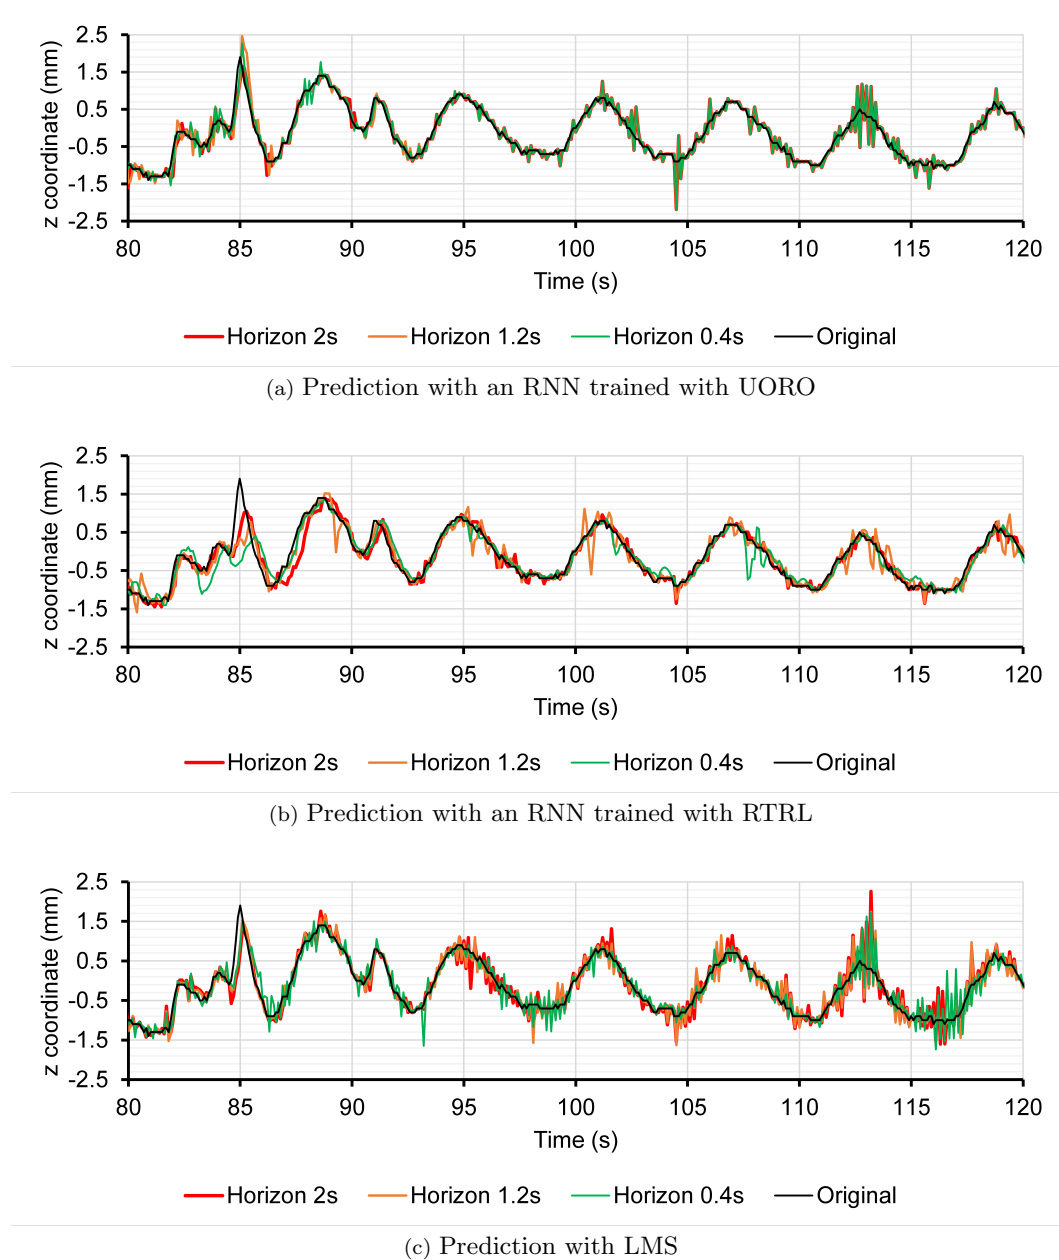 z coordinate (mm)
2.5
1.5
0.5
-0.5
-1.5
-2.5
80 85 90 95 100 105 110 115 120
Time (s)
Horizon 2s Horizon 1.2s Horizon 0.4s Original
(a) Prediction with an RNN trained with UORO
z coordinate (mm)
2.5
1.5
0.5
-0.5
-1.5
-2.5
80 85 90 95 100 105 110 115 120
Time (s)
Horizon 2s Horizon 1.2s Horizon 0.4s Original
(b) Prediction with an RNN trained with RTRL
z coordinate (mm)
2.5
1.5
0.5
-0.5
-1.5
-2.5
80 85 90 95 100 105 110 115 120
Time (s)
Horizon 2s Horizon 1.2s Horizon 0.4s Original
(c) Prediction with LMS